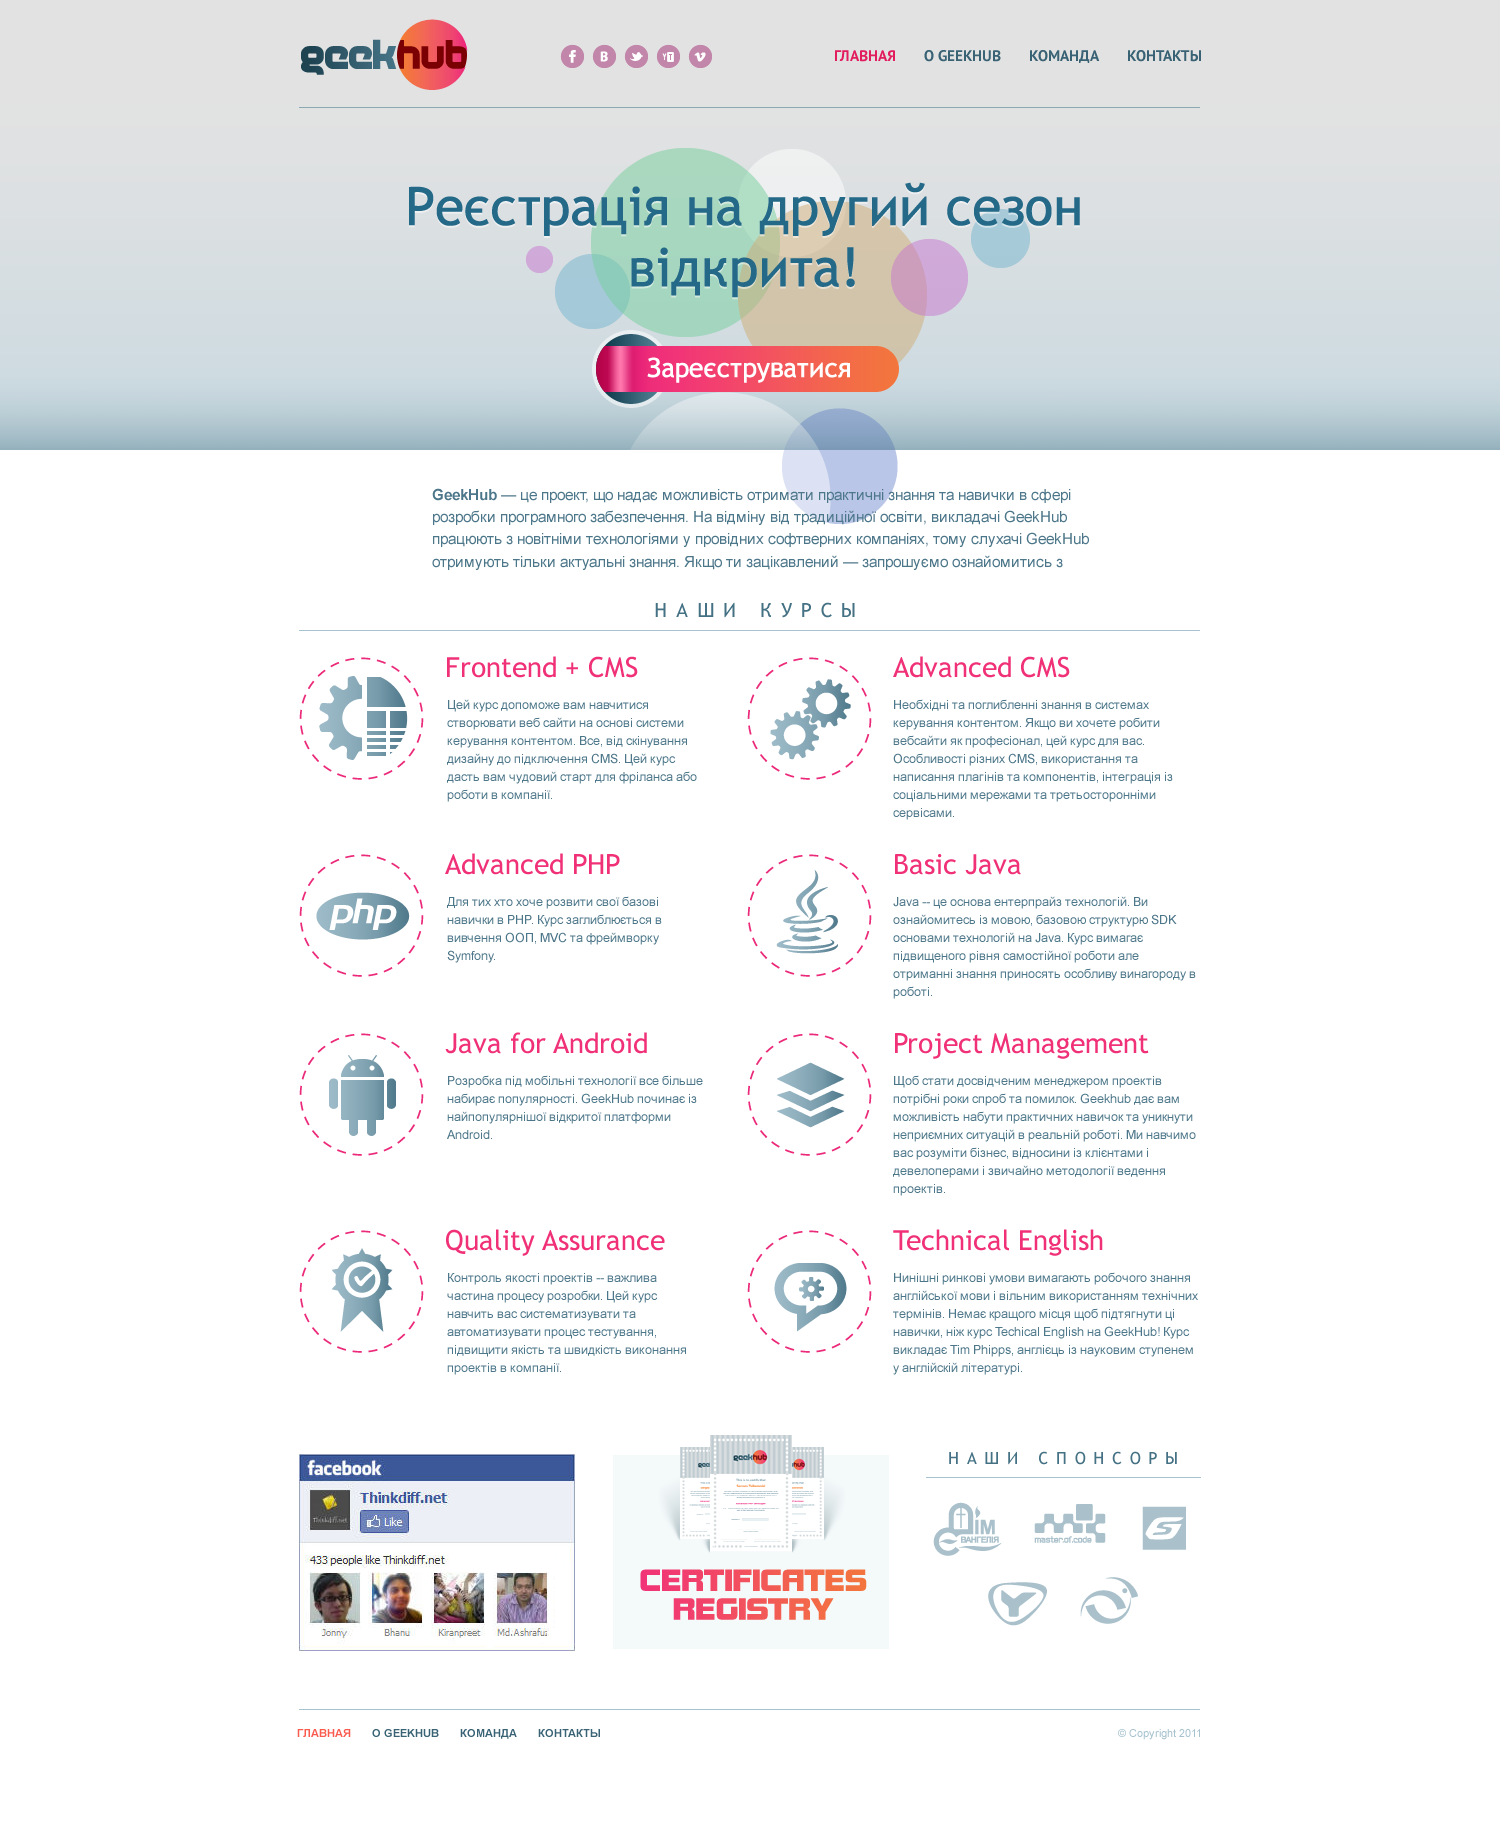 geekhub
ГЛАВНАЯ О GEEKHUB КОМАНДА КОНТАКТЫ
Реєстрація на другий сезон
відкрита!
Зареєструватися
GeekHub — це проект, що надає можливість отримати практичні знання та навички в сфері
розробки програмного забезпечення. На відміну від традиційної освіти, викладачі GeekHub
працюють з новітніми технологіями у провідних софтверних компаніях, тому слухачі GeekHub
отримують тільки актуальні знання. Якщо ти зацікавлений — запрошуємо ознайомитись з
НАШИ КУРСЫ
Frontend + CMS
Цей курс допоможе вам навчитися
створювати веб сайти на основі системи
керування контентом. Все, від скінування
дизайну до підключення CMS. Цей курс
дасть вам чудовий старт для фріланса або
роботи в компанії.
Advanced CMS
Необхідні та поглибленні знання в системах
керування контентом. Якщо ви хочете робити
вебсайти як професіонал, цей курс для вас.
Особливості різних CMS, використання та
написання плагінів та компонентів, інтеграція із
соціальними мережами та третьосторонніми
сервісами.
php
Advanced PHP
Для тих хто хоче розвити свої базові
навички в PHP. Курс заглиблюється в
вивчення ООП, MVC та фреймворку
Symfony.
Basic Java
Java -- це основа ентерпрайз технологій. Ви
ознайомитесь із мовою, базовою структурю SDK
основами технологій на Java. Курс вимагає
підвищеного рівня самостійної роботи але
отриманні знання приносять особливу винагороду в
роботі.
Java for Android
Розробка під мобільні технології все більше
набирає популярності. GeekHub починає із
найпопулярнішої відкритої платформи
Android.
Project Management
Щоб стати досвідченим менеджером проектів
потрібні роки спроб та помилок. Geekhub дає вам
можливість набути практичних навичок та уникнути
неприємних ситуацій в реальній роботі. Ми навчимо
вас розуміти бізнес, відносини із клієнтами і
девелоперами і звичайно методології ведення
проектів.
Quality Assurance
Контроль якості проектів -- важлива
частина процесу розробки. Цей курс
навчить вас систематизувати та
автоматизувати процес тестування,
підвищити якість та швидкість виконання
проектів в компанії.
Technical English
Нинішні ринкові умови вимагають робочого знання
англійської мови і вільним використанням технічних
термінів. Немає кращого місця щоб підтягнути ці
навички, ніж курс Techical English на GeekHub! Курс
викладає Tim Phipps, англієць із науковим ступенем
у англійскій літературі.
facebook
Thinkdiff.net
Thinkdiff.net
Like
433 people like Thinkdiff.net
Jonny Bhanu Kiranpreet Md.Ashrafuz
geekhub
CERTIFICATES
REGISTRY
НАШИ СПОНСОРЫ
Дім
ЄВАНГЕЛІЯ
master.of.code
ГЛАВНАЯ О GEEKHUB КОМАНДА КОНТАКТЫ
© Copyright 2011